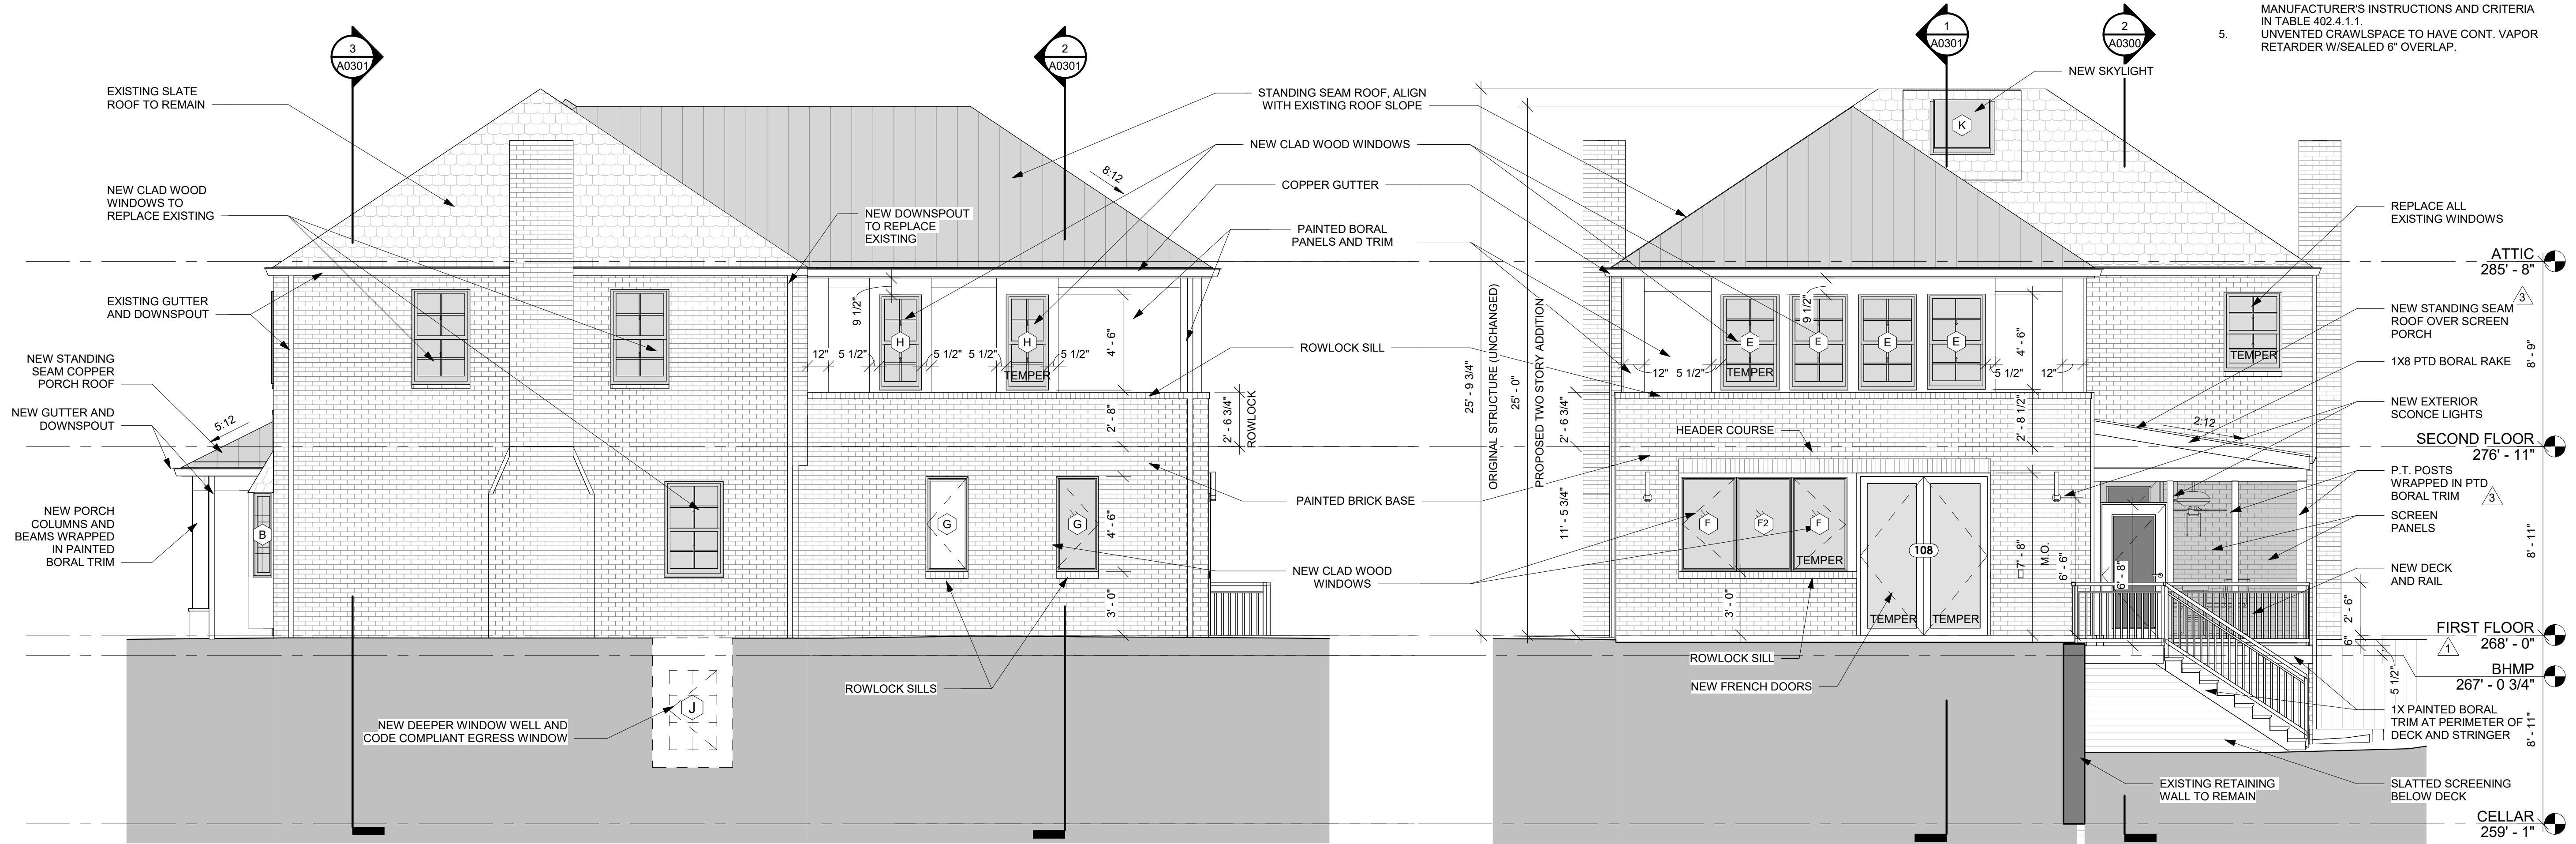 MANUFACTURER'S INSTRUCTIONS AND CRITERIA
IN TABLE 402.4.1.1.
5. UNVENTED CRAWLSPACE TO HAVE CONT. VAPOR
RETARDER W/SEALED 6" OVERLAP.
3
A0301
2
A0301
1
A0301
2
A0300
EXISTING SLATE
ROOF TO REMAIN
NEW CLAD WOOD
WINDOWS TO
REPLACE EXISTING
EXISTING GUTTER
AND DOWNSPOUT
NEW STANDING
SEAM COPPER
PORCH ROOF
NEW GUTTER AND
DOWNSPOUT
5:12
NEW PORCH
COLUMNS AND
BEAMS WRAPPED
IN PAINTED
BORAL TRIM
B
NEW DOWNSPOUT
TO REPLACE
EXISTING
8:12
9 1/2"
H
H
TEMPER
12"
5 1/2"
5 1/2"
5 1/2"
5 1/2"
4' - 6"
2' - 8"
2' - 6 3/4"
ROWLOCK
G
G
4' - 6"
3' - 0"
ROWLOCK SILLS
J
NEW DEEPER WINDOW WELL AND
CODE COMPLIANT EGRESS WINDOW
STANDING SEAM ROOF, ALIGN
WITH EXISTING ROOF SLOPE
NEW CLAD WOOD WINDOWS
COPPER GUTTER
PAINTED BORAL
PANELS AND TRIM
ROWLOCK SILL
PAINTED BRICK BASE
NEW CLAD WOOD
WINDOWS
25' - 9 3/4"
ORIGINAL STRUCTURE (UNCHANGED)
25' - 0"
PROPOSED TWO STORY ADDITION
2' - 6 3/4"
11' - 5 3/4"
NEW SKYLIGHT
K
9 1/2"
E
E
E
E
TEMPER
12"
5 1/2"
5 1/2"
12"
4' - 6"
2' - 8 1/2"
HEADER COURSE
F
F2
F
TEMPER
108
TEMPER
TEMPER
3' - 0"
7' - 8"
M.O.
6' - 6"
6' - 8"
ROWLOCK SILL
NEW FRENCH DOORS
TEMPER
2:12
REPLACE ALL
EXISTING WINDOWS
NEW STANDING SEAM
ROOF OVER SCREEN
PORCH
3
1X8 PTD BORAL RAKE
NEW EXTERIOR
SCONCE LIGHTS
P.T. POSTS
WRAPPED IN PTD
BORAL TRIM
3
SCREEN
PANELS
NEW DECK
AND RAIL
2' - 6"
6"
5 1/2"
1X PAINTED BORAL
TRIM AT PERIMETER OF
DECK AND STRINGER
SLATTED SCREENING
BELOW DECK
EXISTING RETAINING
WALL TO REMAIN
ATTIC
285' - 8"
8' - 9"
SECOND FLOOR
276' - 11"
8' - 11"
FIRST FLOOR
268' - 0"
1
BHMP
267' - 0 3/4"
8' - 11"
CELLAR
259' - 1"